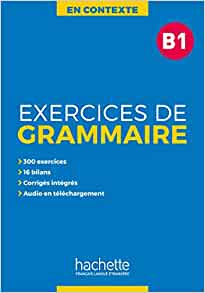 EN CONTEXTE
B1
EXERCICES DE
GRAMMAIRE
300 exercices
16 bilans
Corrigés intégrés
Audio en téléchargement
hachette
FRANÇAIS LANGUE ÉTRANGÈRE